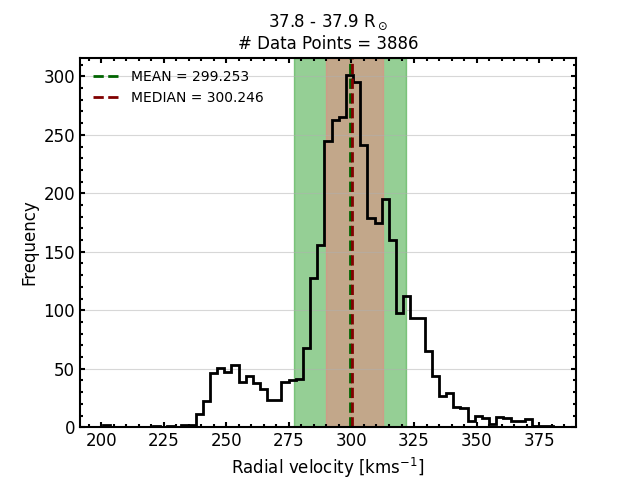 37.8 - 37.9 R⊙
# Data Points = 3886
MEAN = 299.253
MEDIAN = 300.246
300
250
200
150
100
50
0
Frequency
200 225 250 275 300 325 350 375
Radial velocity [kms⁻¹]